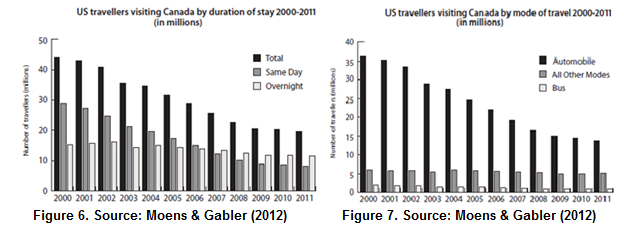 US travellers visiting Canada by duration of stay 2000-2011
(in millions)
Number of travellers (millions)
50
40
30
20
10
0
Total
Same Day
Overnight
2000 2001 2002 2003 2004 2005 2006 2007 2008 2009 2010 2011
Figure 6. Source: Moens & Gabler (2012)
US travellers visiting Canada by mode of travel 2000-2011
(in millions)
Number of travellers (millions)
40
35
30
25
20
15
10
5
0
Automobile
All Other Modes
Bus
2000 2001 2002 2003 2004 2005 2006 2007 2008 2009 2010 2011
Figure 7. Source: Moens & Gabler (2012)